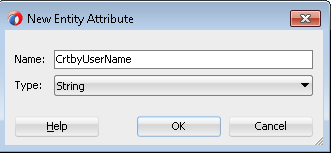 New Entity Attribute
Name: CrtbyUserName
Type: String
Help OK Cancel